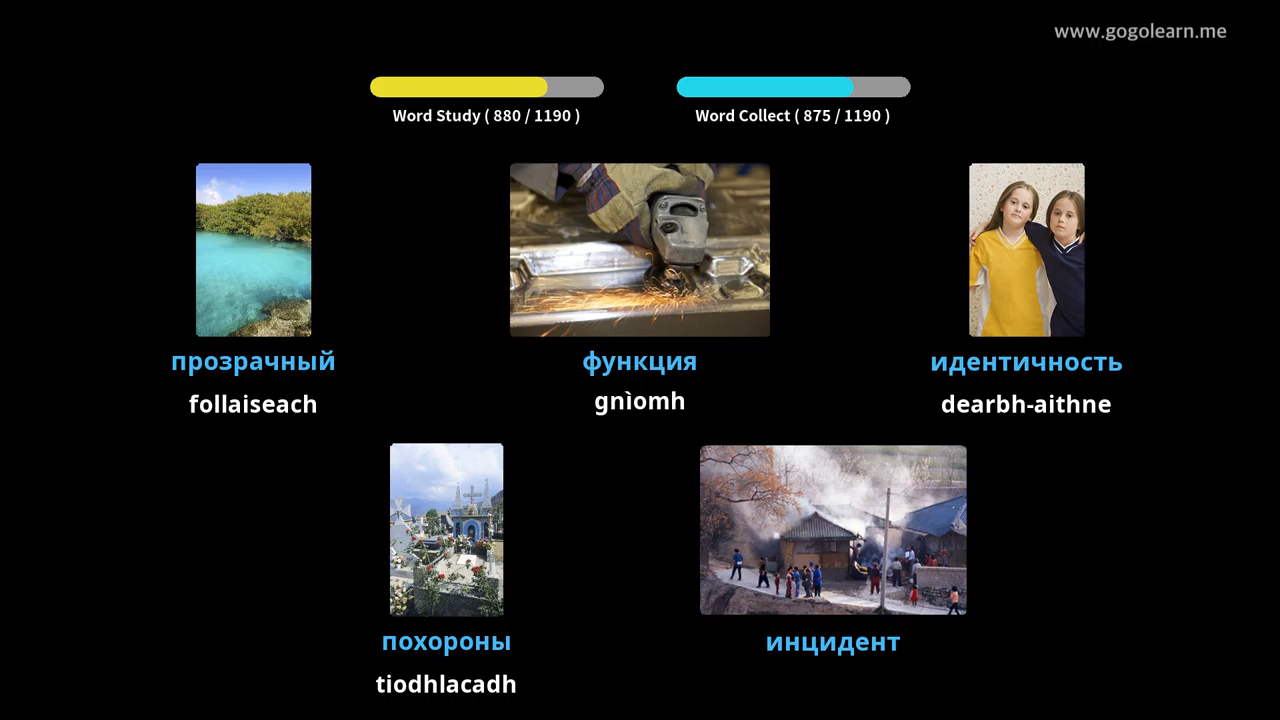 www.gogolearn.me
Word Study ( 880 / 1190 )
Word Collect ( 875 / 1190 )
прозрачный
follaiseach
функция
gnìomh
идентичность
dearbh-aithne
похороны
tiodhlacadh
инцидент